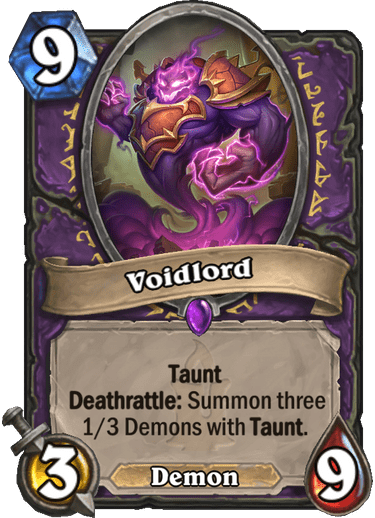 9
Voidlord
Taunt
Deathrattle: Summon three
1/3 Demons with Taunt.
3
Demon
9